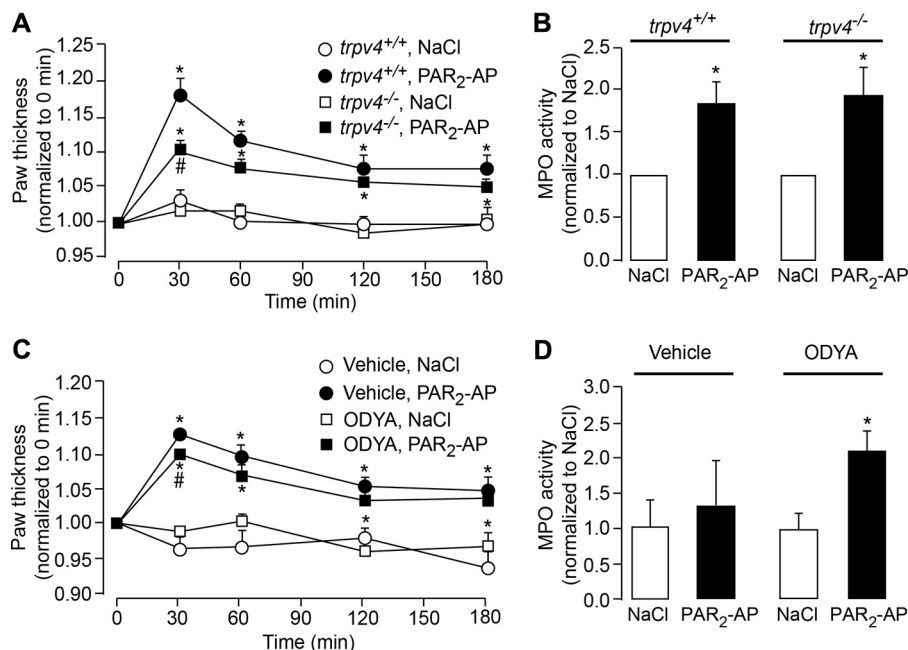 A
Paw thickness
(normalized to 0 min)
1.25
1.20
1.15
1.10
1.05
1.00
0.95
*
*
#
*
*
*
*
*
*
trpv4+/+, NaCl
trpv4+/+, PAR2-AP
trpv4-/-, NaCl
trpv4-/-, PAR2-AP
0 30 60 90 120 150 180
Time (min)
B
trpv4+/+ trpv4-/-
MPO activity
(normalized to NaCl)
2.5
2.0
1.5
1.0
0.5
0.0
* *
NaCl PAR2-AP NaCl PAR2-AP
C
Paw thickness
(normalized to 0 min)
1.20
1.10
1.05
1.00
0.95
0.90
*
*
#
*
*
*
*
*
*
Vehicle, NaCl
Vehicle, PAR2-AP
ODYA, NaCl
ODYA, PAR2-AP
0 30 60 90 120 150 180
Time (min)
D
Vehicle ODYA
MPO activity
(normalized to NaCl)
3.0
2.5
2.0
1.5
1.0
0.5
0.0
*
NaCl PAR2-AP NaCl PAR2-AP